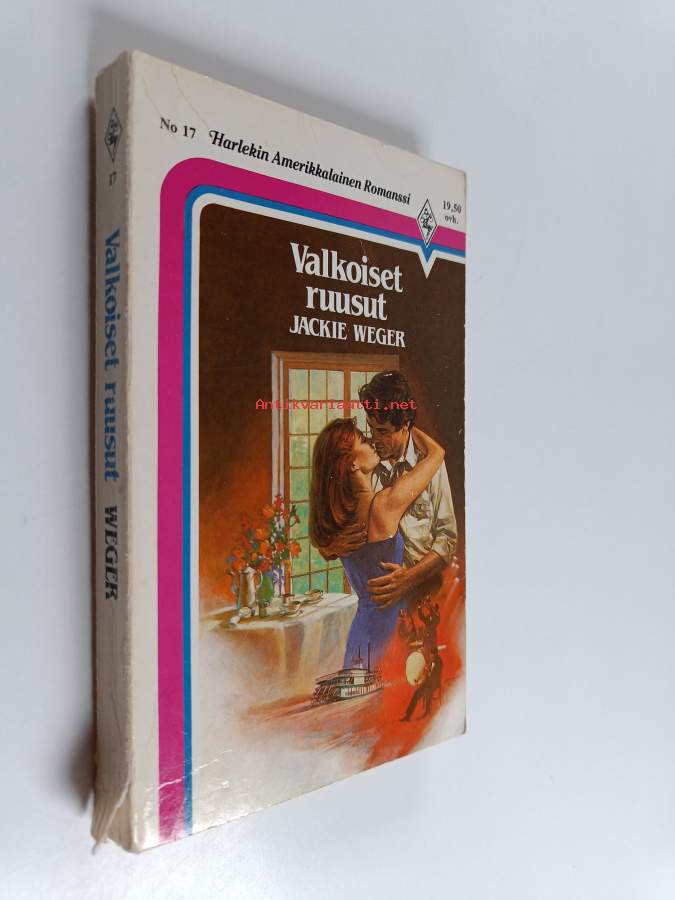 No 17 Harlekin Amerikkalainen Romanssi
19,50
ovh.
Valkoiset
ruusut
JACKIE WEGER
Antikvariaatti.net
17
Valkoiset ruusut WEGER